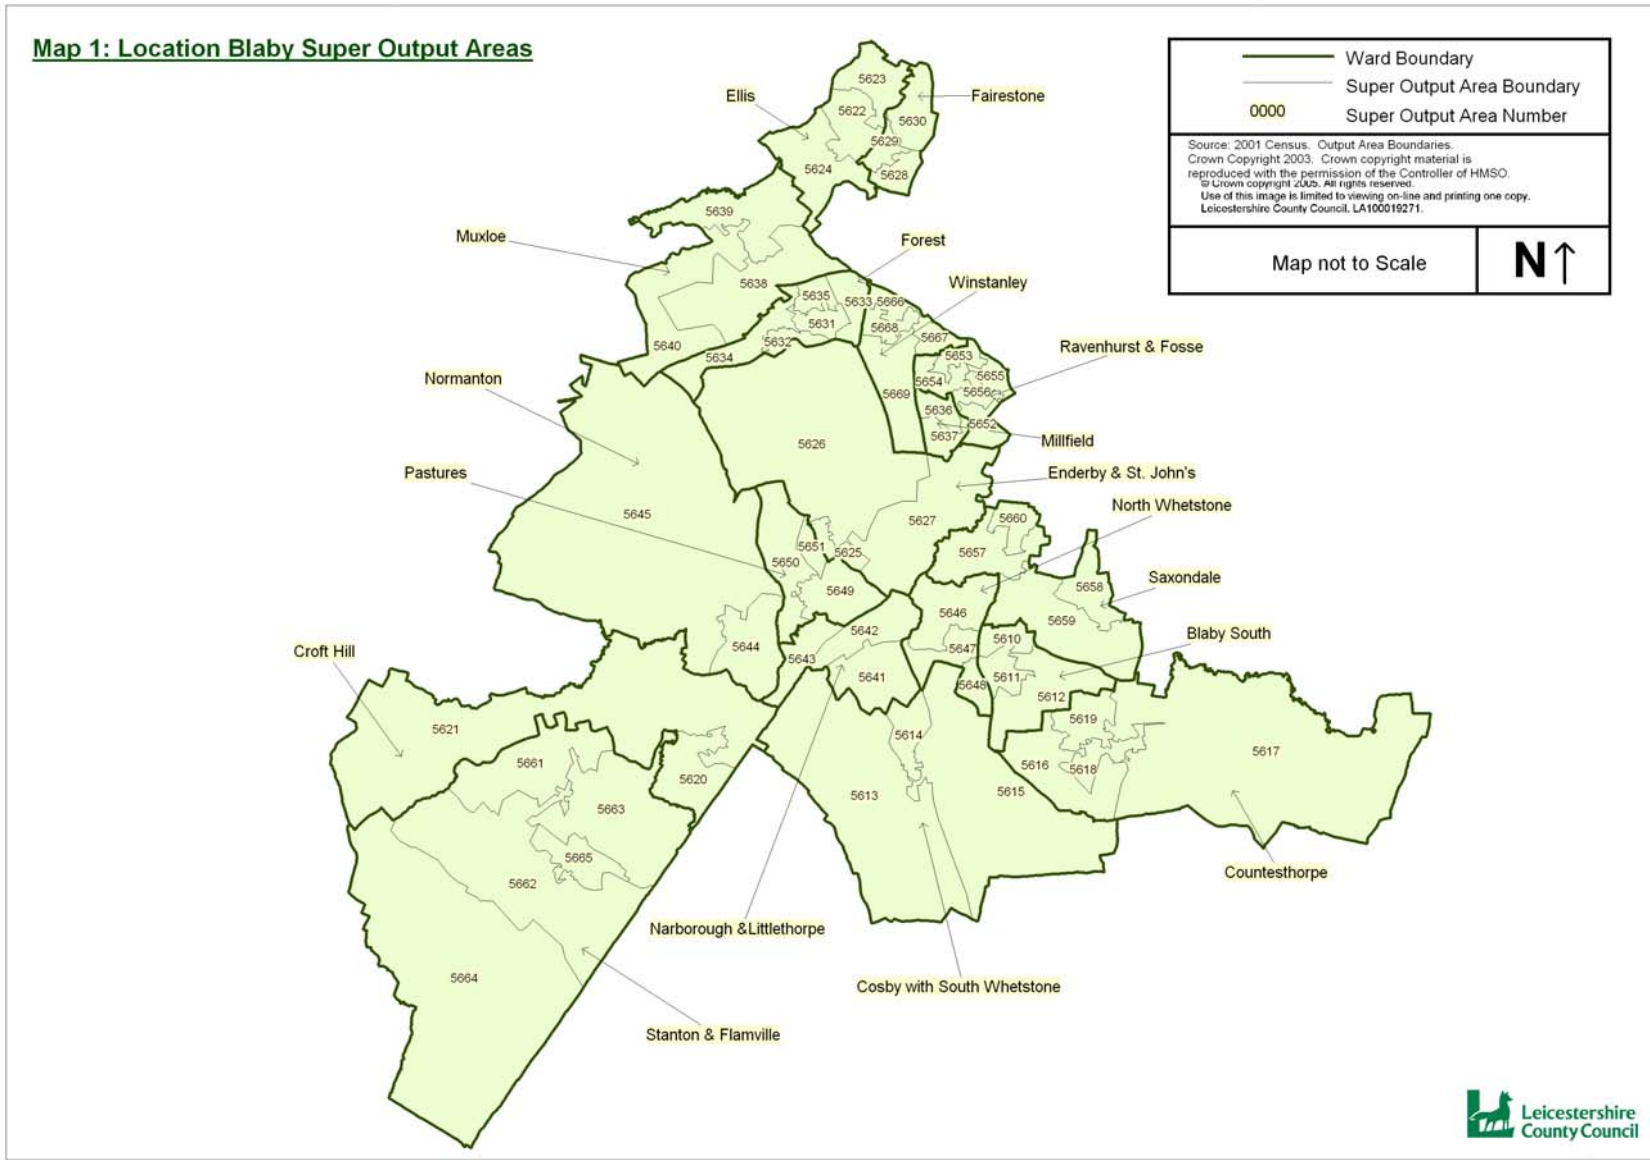 Map 1: Location Blaby Super Output Areas
Ward Boundary
Super Output Area Boundary
0000 Super Output Area Number
Source: 2001 Census. Output Area Boundaries.
Crown Copyright 2003. Crown copyright material is
reproduced with the permission of the Controller of HMSO.
© Crown copyright 2005. All rights reserved.
Use of this image is limited to viewing on-line and printing one copy.
Leicestershire County Council. LA100019271.
Map not to Scale
N
5623
Ellis
Fairestone
5622
5630
5629
5624
5628
5639
Muxloe
Forest
5638
Winstanley
5635
5633
5666
5631
5668
5667
5632
5640
5634
Ravenhurst & Fosse
5653
5655
5654
5656
Normanton
5669
5636
5652
5637
5626
Millfield
Pastures
Enderby & St. John's
North Whetstone
5645
5627
5660
5651
5625
5657
5650
Saxondale
5658
5649
5646
5659
5642
Blaby South
5610
5644
5647
Croft Hill
5643
5641
5648
5611
5612
5621
5614
5619
5617
5661
5620
5616
5618
5663
5613
5615
5665
5662
Countesthorpe
Narborough &Littlethorpe
5664
Cosby with South Whetstone
Stanton & Flamville
Leicestershire
County Council